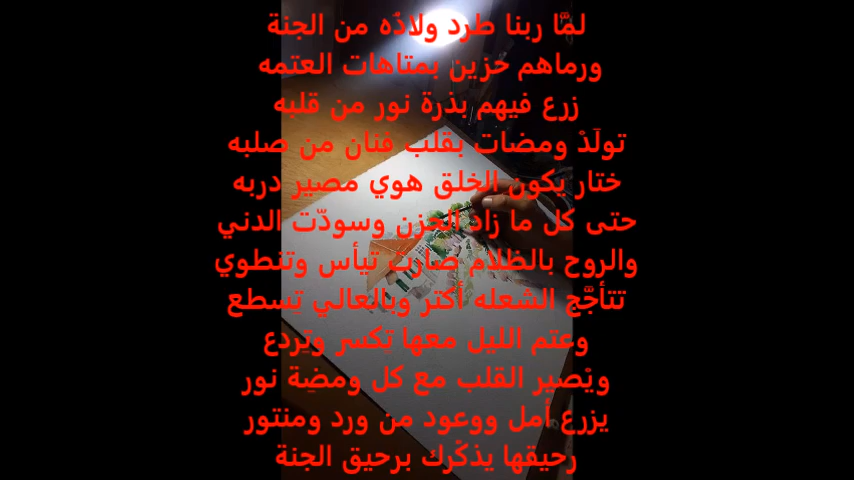 لمَّا ربنا طرد ولادُه من الجنة
ورماهم حزين بمتاهات العتمه
زرع فيهم بذرة نور من قلبه
تولَدْ ومضات بقلب فنان من صلبه
ختار يكون الخلق هوي مصير دربه
حتى كل ما زاد الحزن وسودّت الدني
والروح بالظلام صارت تيأس وتنطوي
تتأجَّج الشعله أكتر وبالعالي تِسطع
وعتم الليل معها تِكسر وتِردع
ويْصير القلب مع كل ومضِة نور
يزرع أمل ووعود من ورد ومنتور
رحيقها يذكّرك برحيق الجنة